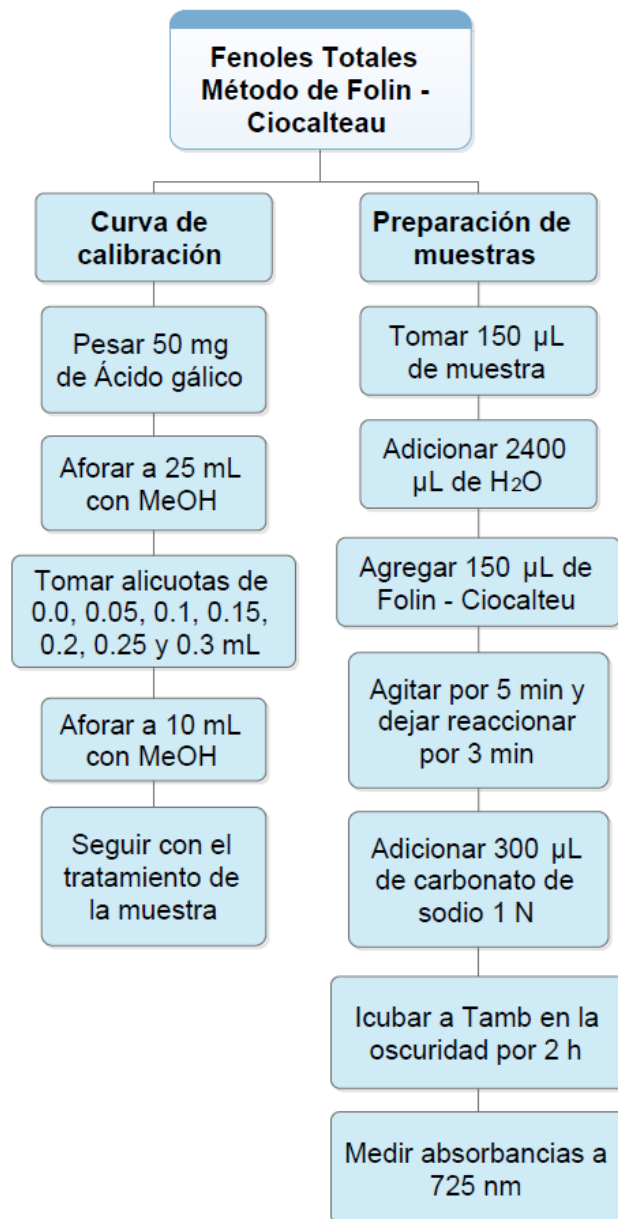 Fenoles Totales
Método de Folin -
Ciocalteau
Curva de
calibración
Pesar 50 mg
de Ácido gálico
Aforar a 25 mL
con MeOH
Tomar alicuotas de
0.0, 0.05, 0.1, 0.15,
0.2, 0.25 y 0.3 mL
Aforar a 10 mL
con MeOH
Seguir con el
tratamiento de
la muestra
Preparación de
muestras
Tomar 150 µL
de muestra
Adicionar 2400
µL de H₂O
Agregar 150 µL de
Folin - Ciocalteu
Agitar por 5 min y
dejar reaccionar
por 3 min
Adicionar 300 µL
de carbonato de
sodio 1 N
Icubar a Tamb en la
oscuridad por 2 h
Medir absorbancias a
725 nm